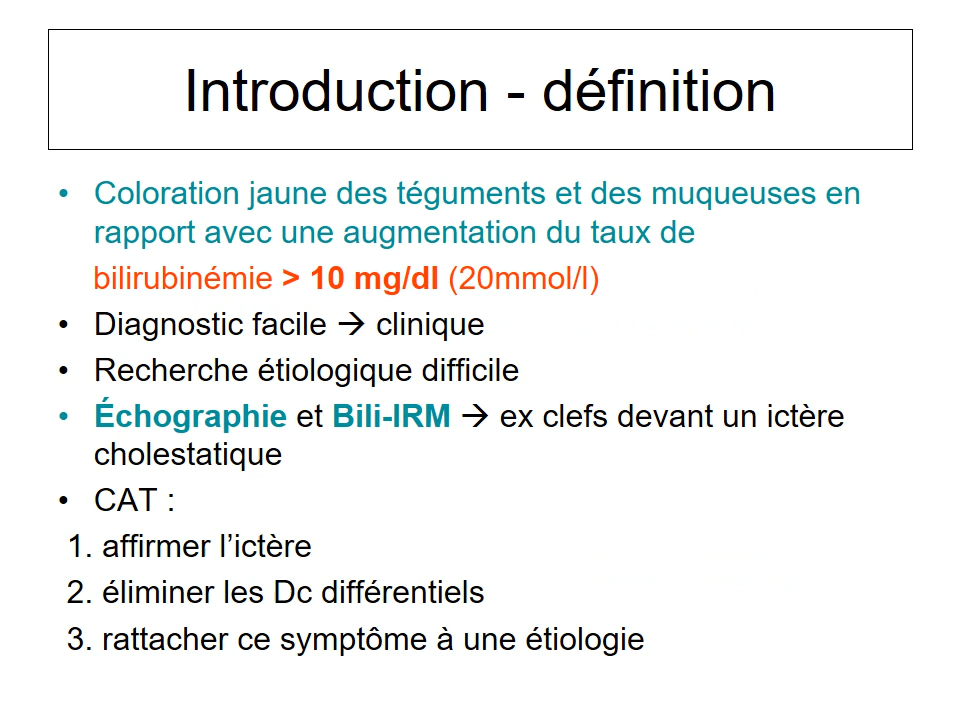 Introduction - définition
• Coloration jaune des téguments et des muqueuses en
rapport avec une augmentation du taux de
bilirubinémie > 10 mg/dl (20mmol/l)
• Diagnostic facile → clinique
• Recherche étiologique difficile
• Échographie et Bili-IRM → ex clefs devant un ictère
cholestatique
• CAT :
1. affirmer l’ictère
2. éliminer les Dc différentiels
3. rattacher ce symptôme à une étiologie